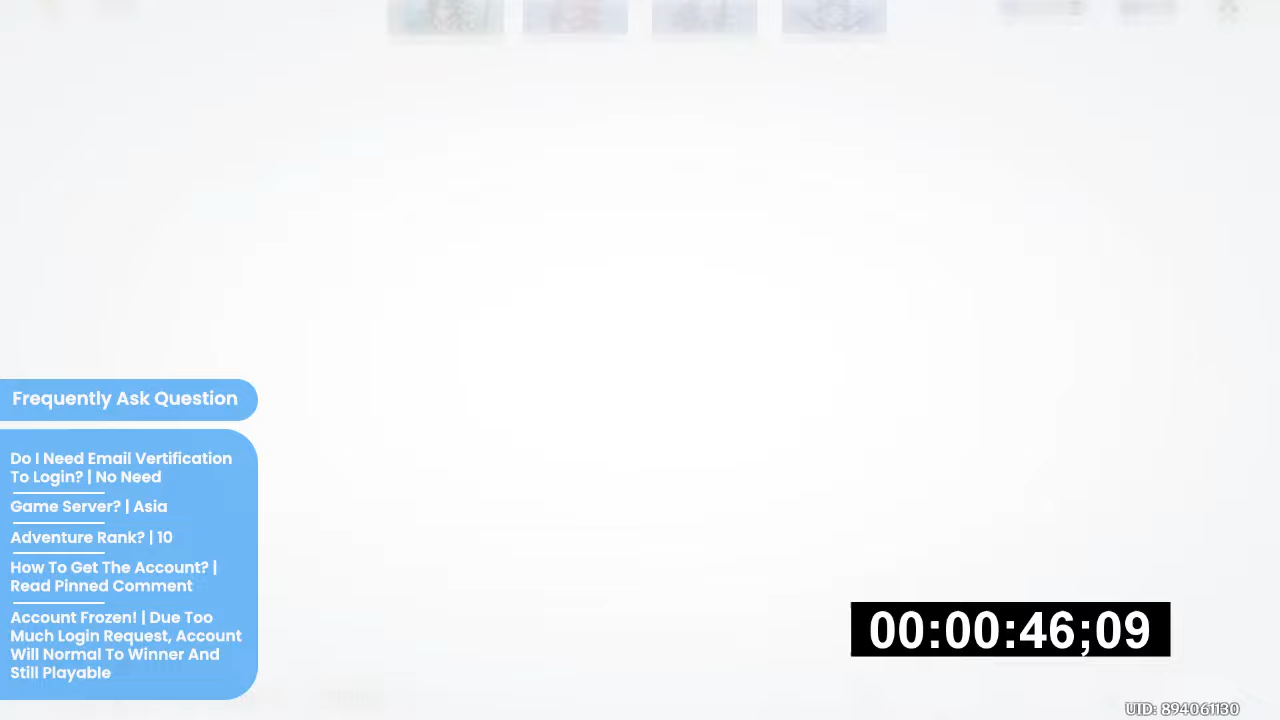 Frequently Ask Question
Do I Need Email Vertification
To Login? | No Need
Game Server? | Asia
Adventure Rank? | 10
How To Get The Account? |
Read Pinned Comment
Account Frozen! | Due Too
Much Login Request, Account
Will Normal To Winner And
Still Playable
00:00:46;09
UID: 894061130